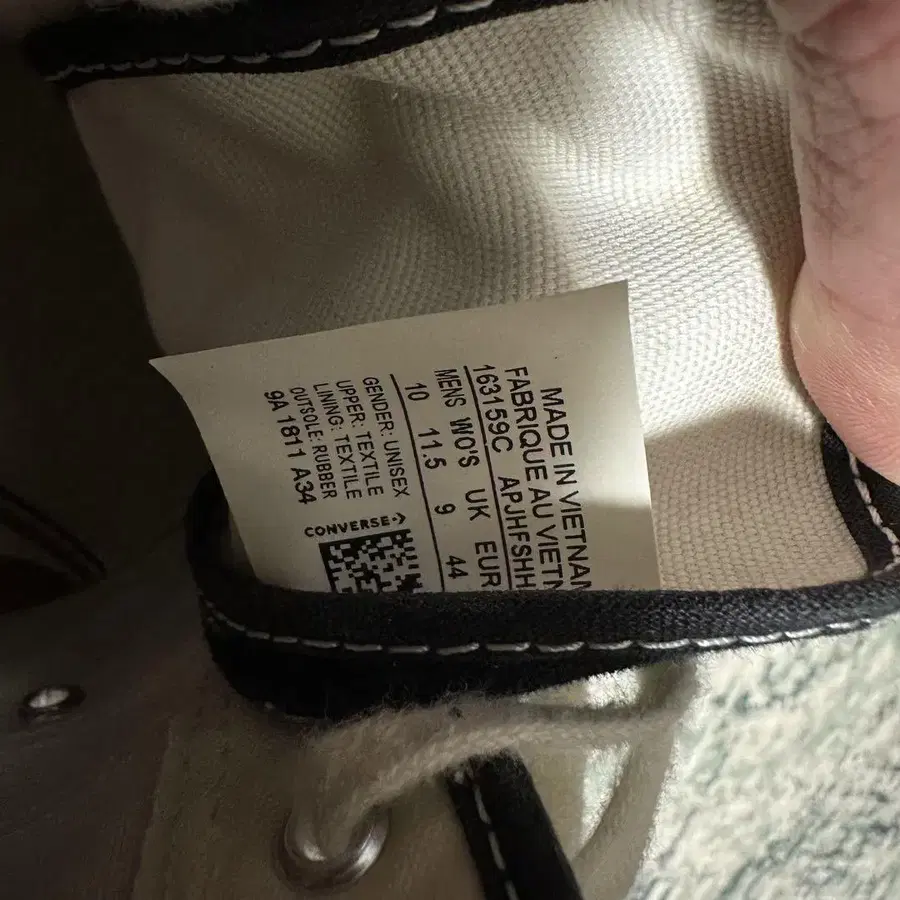 MADE IN VIETNAM
FABRIQUE AU VIETN
163159C APJHFSHH
MENS WO'S UK EUR
10 11.5 9 44
GENDER: UNISEX
UPPER: TEXTILE
LINING: TEXTILE
OUTSOLE: RUBBER
9A 1811 A34
CONVERSE